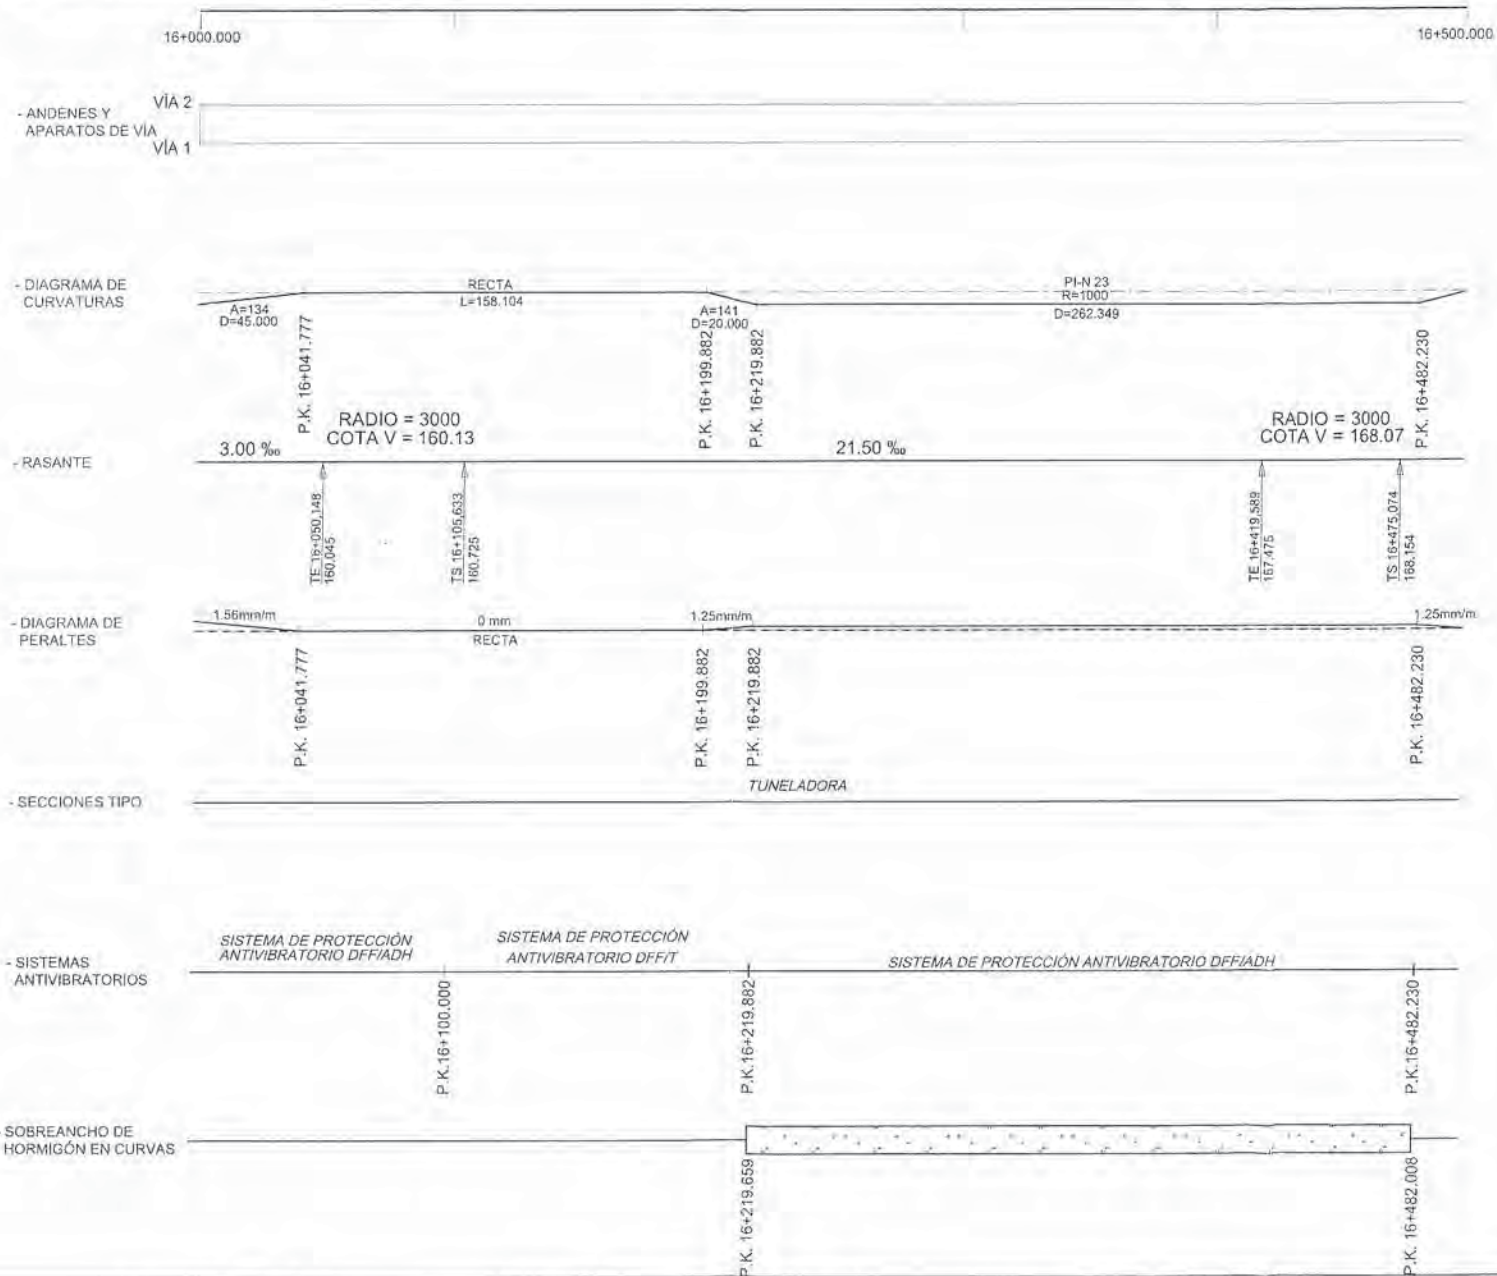 16+000.000
16+500.000
- ANDENES Y
APARATOS DE VÍA
VÍA 2
VÍA 1
- DIAGRAMA DE
CURVATURAS
A=134
D=45.000
RECTA
L=158.104
A=141
D=20.000
PI-N 23
R=1000
D=262.349
P.K. 16+041.777
P.K. 16+199.882
P.K. 16+219.882
P.K. 16+482.230
- RASANTE
3.00 ‰
RADIO = 3000
COTA V = 160.13
21.50 ‰
RADIO = 3000
COTA V = 168.07
TE 16+050,148
160.045
TS 16+105,633
160.725
TE 16+419,589
167.475
TS 16+475,074
168.154
- DIAGRAMA DE
PERALTES
1.56mm/m
0 mm
RECTA
1.25mm/m
1.25mm/m
P.K. 16+041.777
P.K. 16+199.882
P.K. 16+219.882
P.K. 16+482.230
- SECCIONES TIPO
TUNELADORA
- SISTEMAS
ANTIVIBRATORIOS
SISTEMA DE PROTECCIÓN
ANTIVIBRATORIO DFF/ADH
SISTEMA DE PROTECCIÓN
ANTIVIBRATORIO DFF/T
SISTEMA DE PROTECCIÓN ANTIVIBRATORIO DFF/ADH
P.K.16+100.000
P.K.16+219.882
P.K.16+482.230
SOBREANCHO DE
HORMIGÓN EN CURVAS
P.K. 16+219.659
P.K. 16+482.008